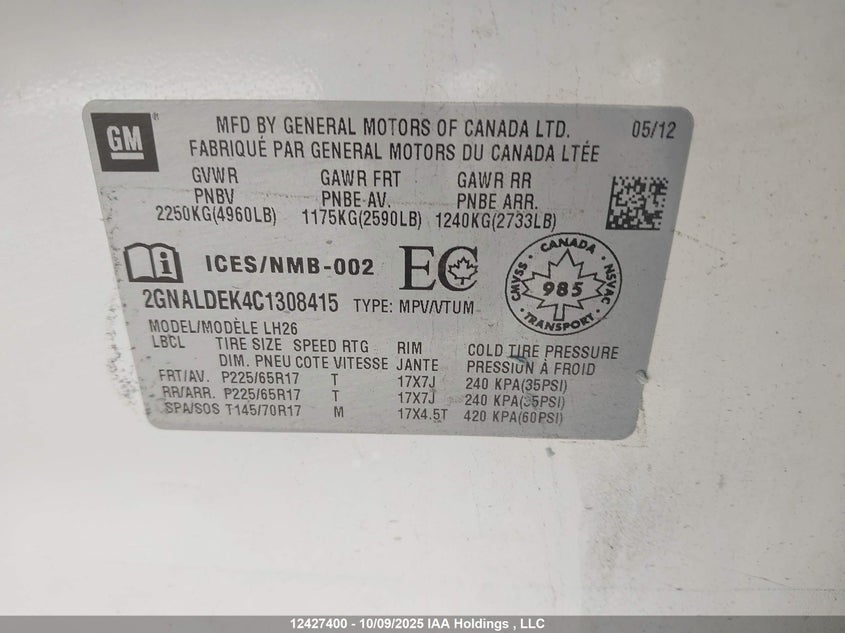 GM
MFD BY GENERAL MOTORS OF CANADA LTD. 05/12
FABRIQUÉ PAR GENERAL MOTORS DU CANADA LTÉE
GVWR GAWR FRT GAWR RR
PNBV PNBE AV. PNBE ARR.
2250KG(4960LB) 1175KG(2590LB) 1240KG(2733LB)
i ICES/NMB-002 EC
CANADA
CMVSS 985 NSVAC
TRANSPORT
2GNALDEK4C1308415 TYPE: MPV/VTUM
MODEL/MODÈLE LH26
LBCL TIRE SIZE SPEED RTG RIM COLD TIRE PRESSURE
DIM. PNEU COTE VITESSE JANTE PRESSION À FROID
FRT/AV. P225/65R17 T 17X7J 240 KPA(35PSI)
RR/ARR. P225/65R17 T 17X7J 240 KPA(35PSI)
SPA/SOS T145/70R17 M 17X4.5T 420 KPA(60PSI)
12427400 - 10/09/2025 IAA Holdings , LLC